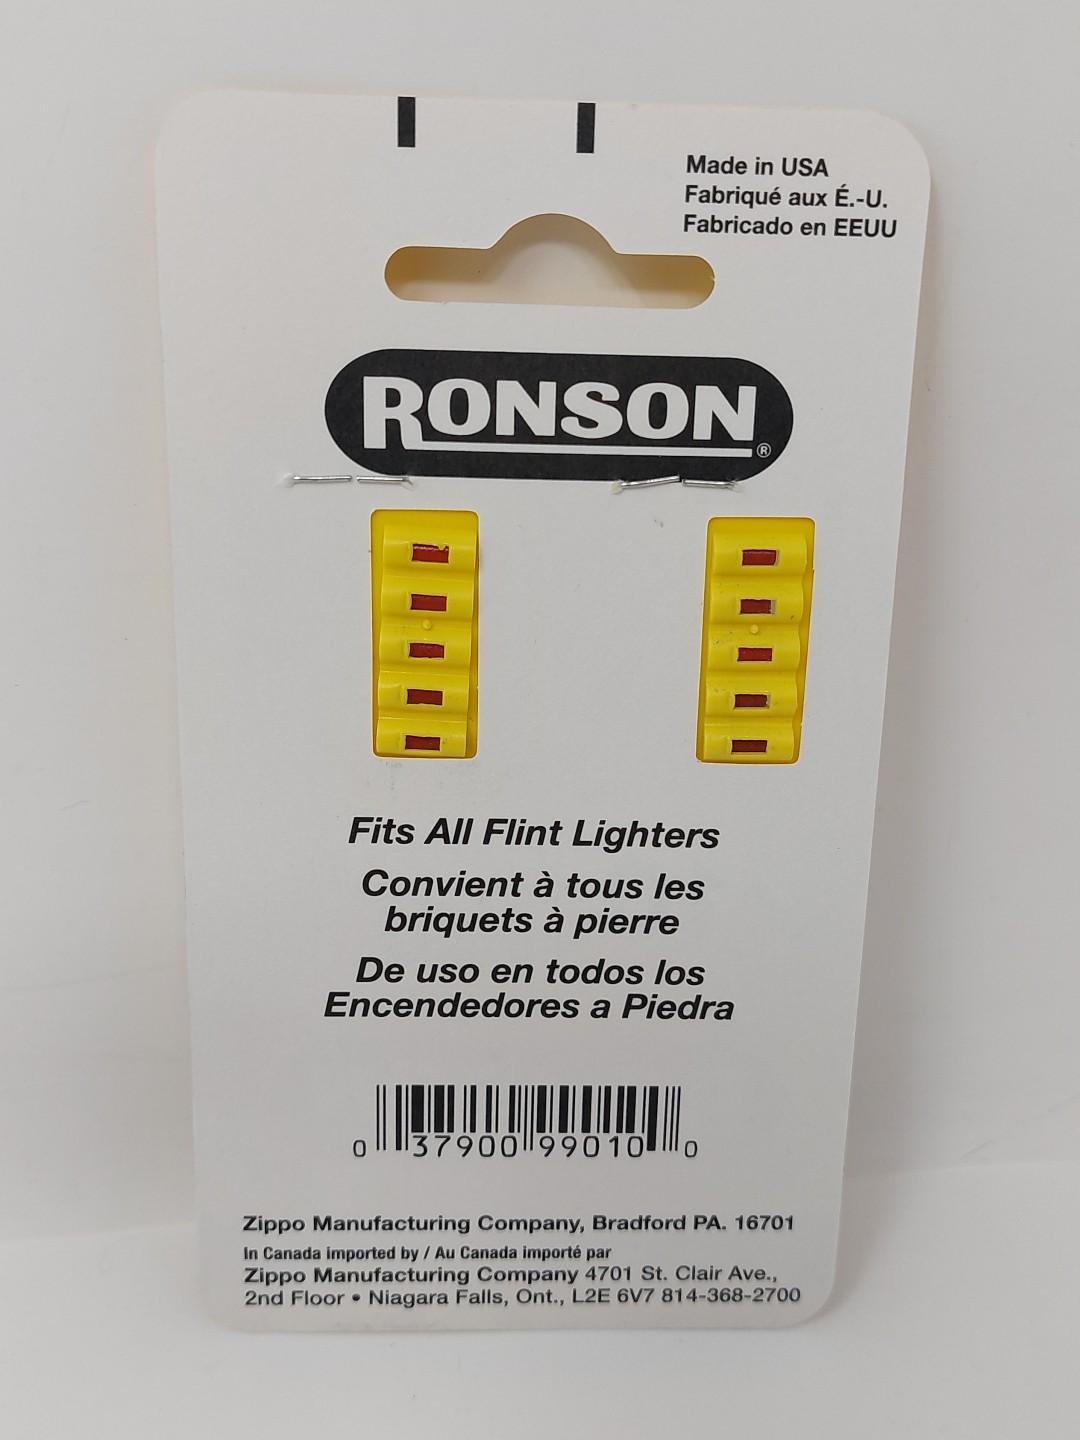 Made in USA
Fabriqué aux É.-U.
Fabricado en EEUU
RONSON®
Fits All Flint Lighters
Convient à tous les
briquets à pierre
De uso en todos los
Encendedores a Piedra
0 37900 99010 0
Zippo Manufacturing Company, Bradford PA. 16701
In Canada imported by / Au Canada importé par
Zippo Manufacturing Company 4701 St. Clair Ave.,
2nd Floor • Niagara Falls, Ont., L2E 6V7 814-368-2700